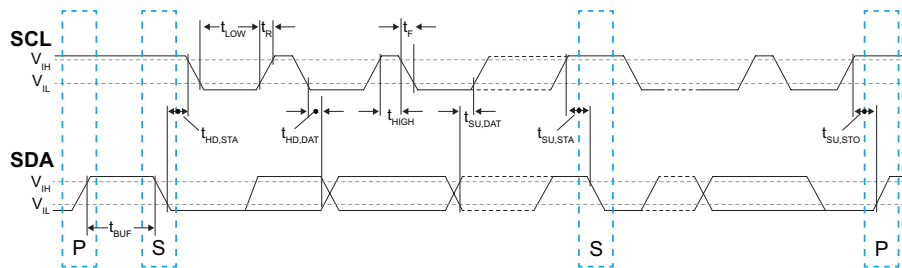 t_LOW t_R t_F
SCL
V_IH
V_IL
t_HD,STA t_HD,DAT t_HIGH t_SU,DAT t_SU,STA t_SU,STO
SDA
V_IH
V_IL
P t_BUF S S P